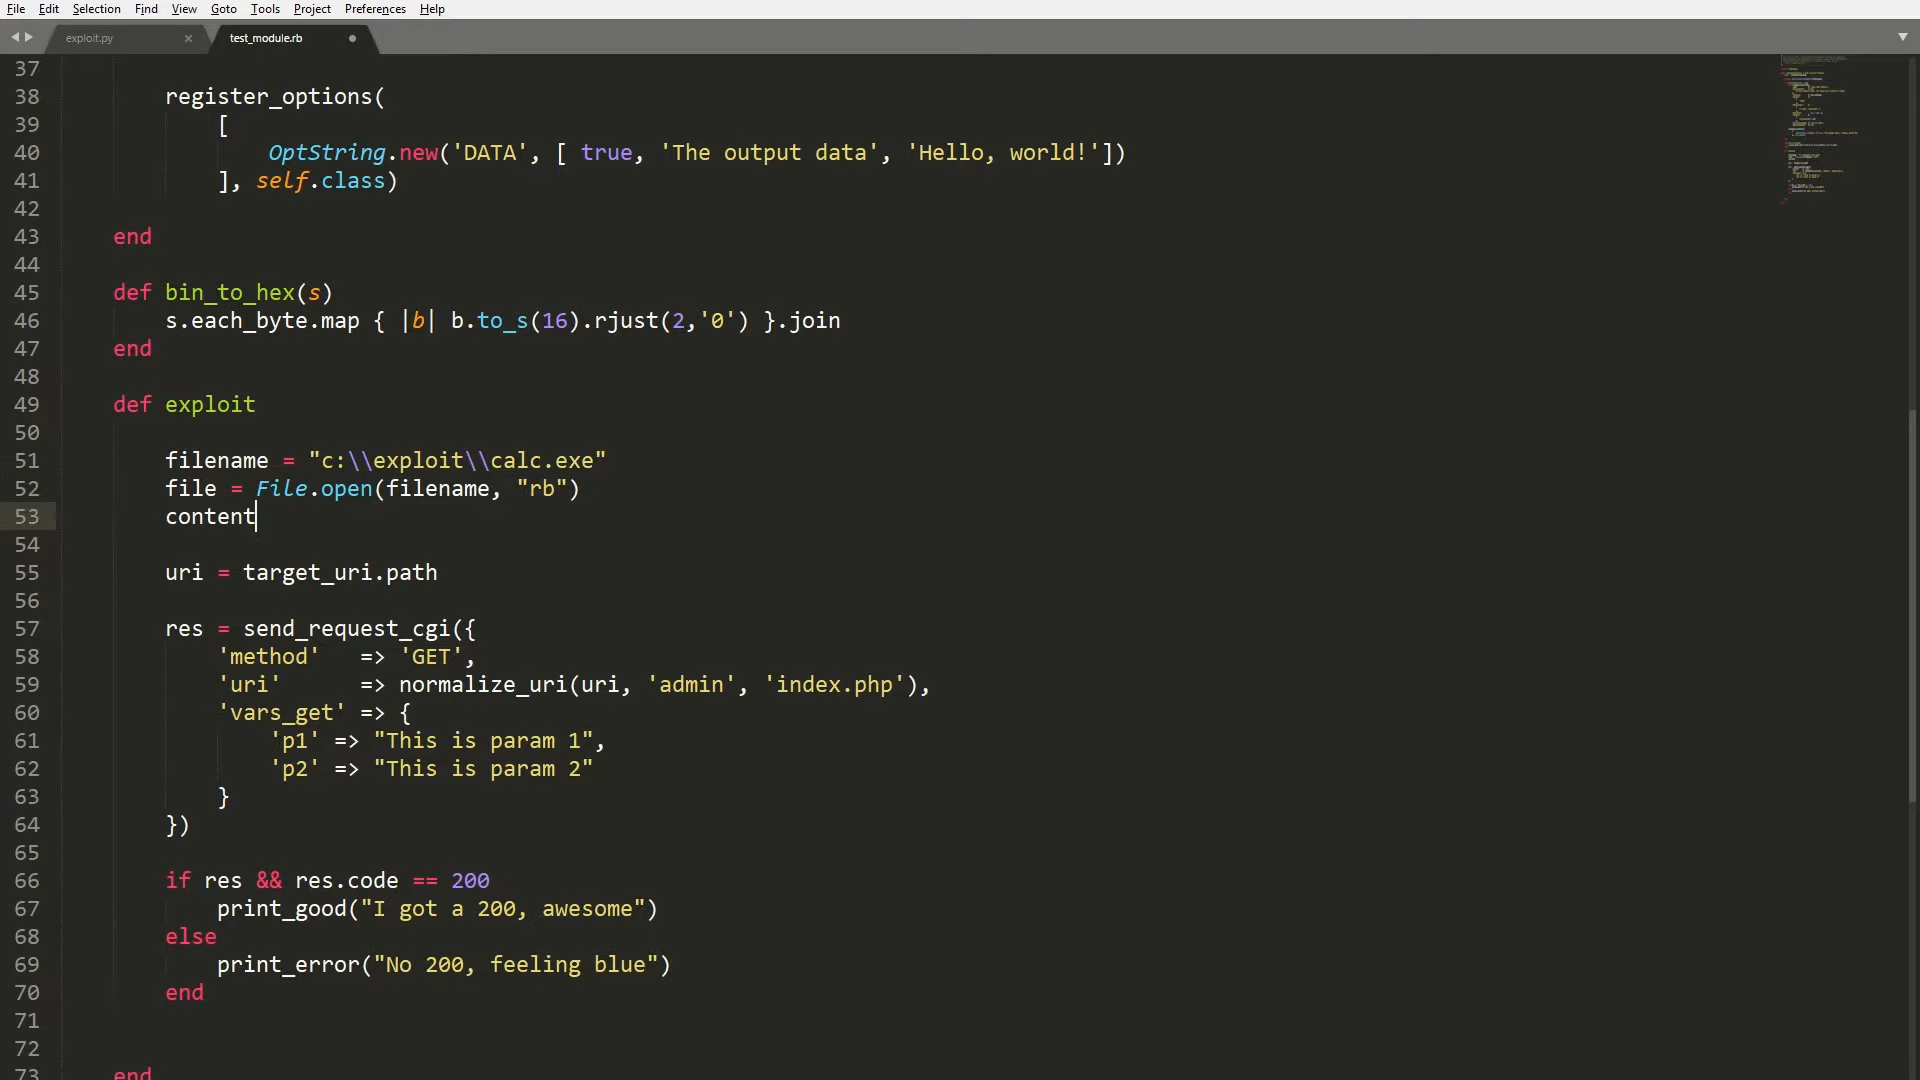 File Edit Selection Find View Goto Tools Project Preferences Help
exploit.py × test_module.rb
37
38 register_options(
39 [
40 OptString.new('DATA', [ true, 'The output data', 'Hello, world!'])
41 ], self.class)
42
43 end
44
45 def bin_to_hex(s)
46 s.each_byte.map { |b| b.to_s(16).rjust(2,'0') }.join
47 end
48
49 def exploit
50
51 filename = "c:\\exploit\\calc.exe"
52 file = File.open(filename, "rb")
53 content
54
55 uri = target_uri.path
56
57 res = send_request_cgi({
58 'method' => 'GET',
59 'uri' => normalize_uri(uri, 'admin', 'index.php'),
60 'vars_get' => {
61 'p1' => "This is param 1",
62 'p2' => "This is param 2"
63 }
64 })
65
66 if res && res.code == 200
67 print_good("I got a 200, awesome")
68 else
69 print_error("No 200, feeling blue")
70 end
71
72
73 end